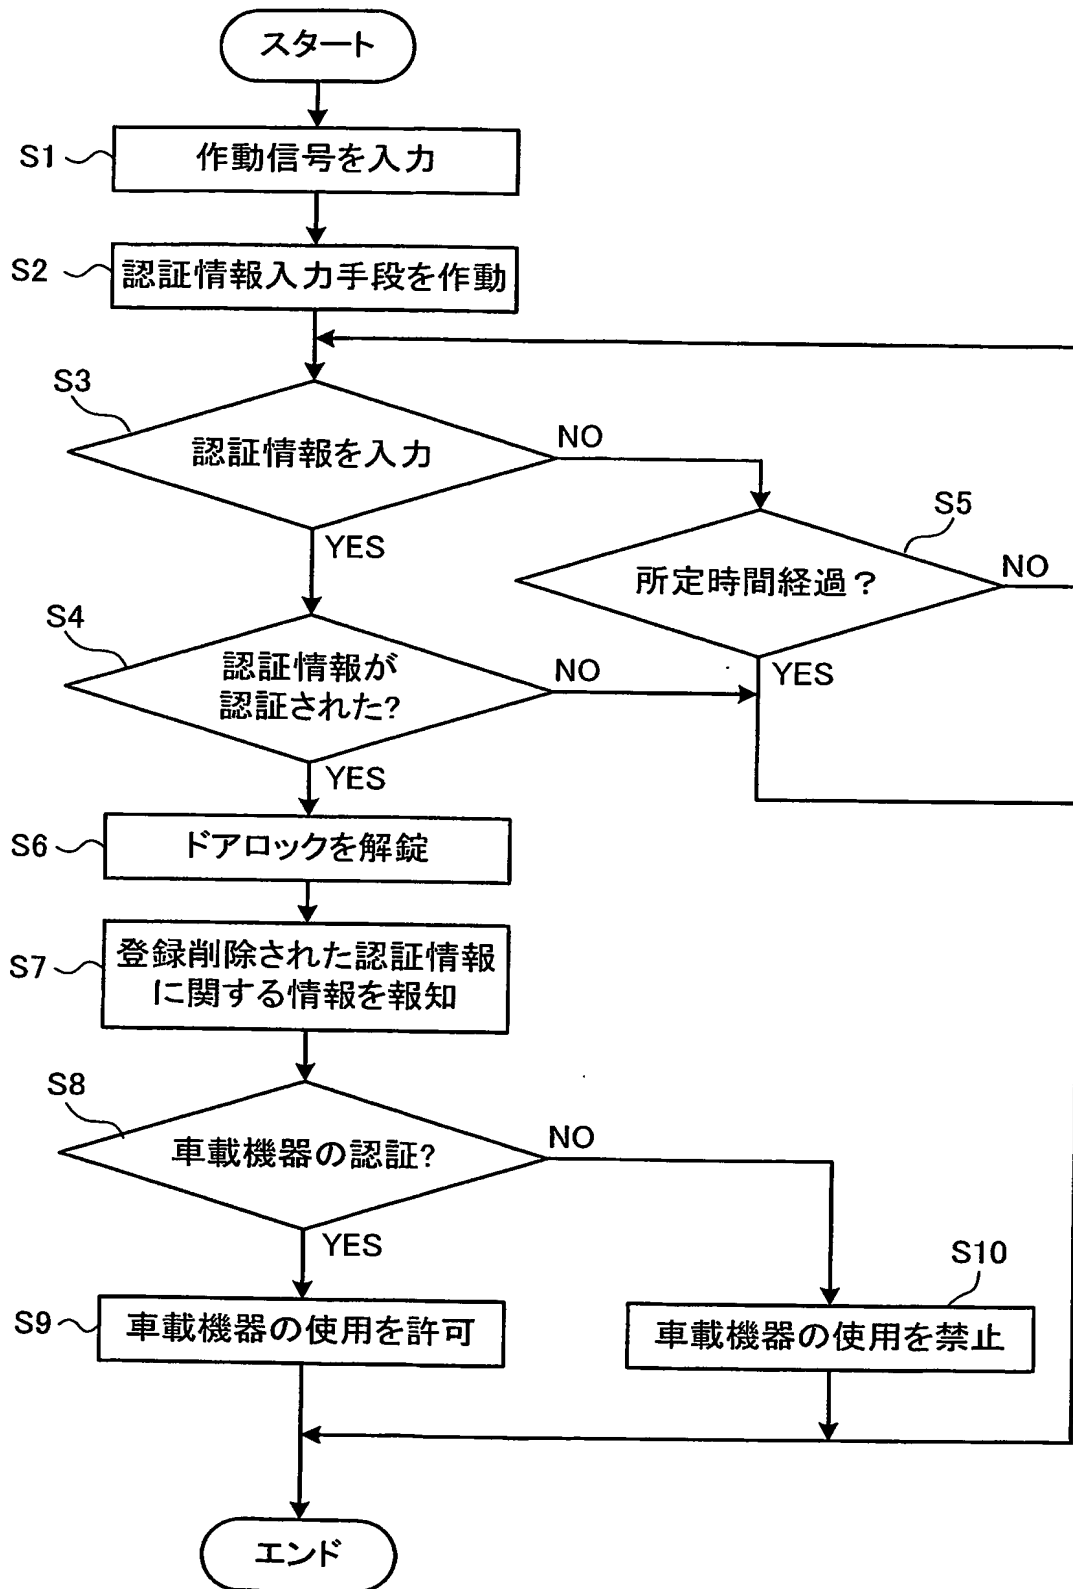 スタート
S1
作動信号を入力
S2
認証情報入力手段を作動
S3
認証情報を入力
NO
YES
S5
所定時間経過？
NO
YES
S4
認証情報が
認証された?
NO
YES
S6
ドアロックを解錠
S7
登録削除された認証情報
に関する情報を報知
S8
車載機器の認証?
NO
YES
S9
車載機器の使用を許可
S10
車載機器の使用を禁止
エンド